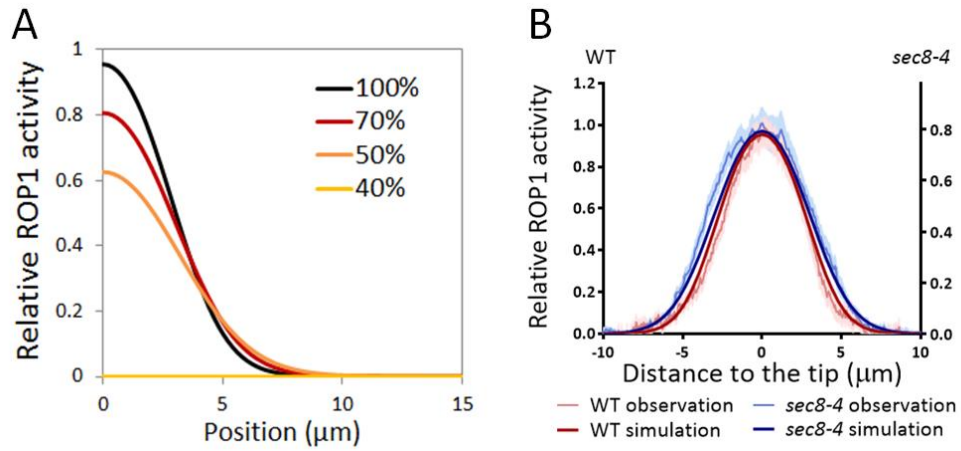 A
Relative ROP1 activity
1
0.8
0.6
0.4
0.2
0
0 5 10 15
Position (μm)
100%
70%
50%
40%
B
WT sec8-4
Relative ROP1 activity
1.2
1.0
0.8
0.6
0.4
0.2
0.0
0.8
0.6
0.4
0.2
0.0
-10 -5 0 5 10
Distance to the tip (μm)
WT observation sec8-4 observation
WT simulation sec8-4 simulation